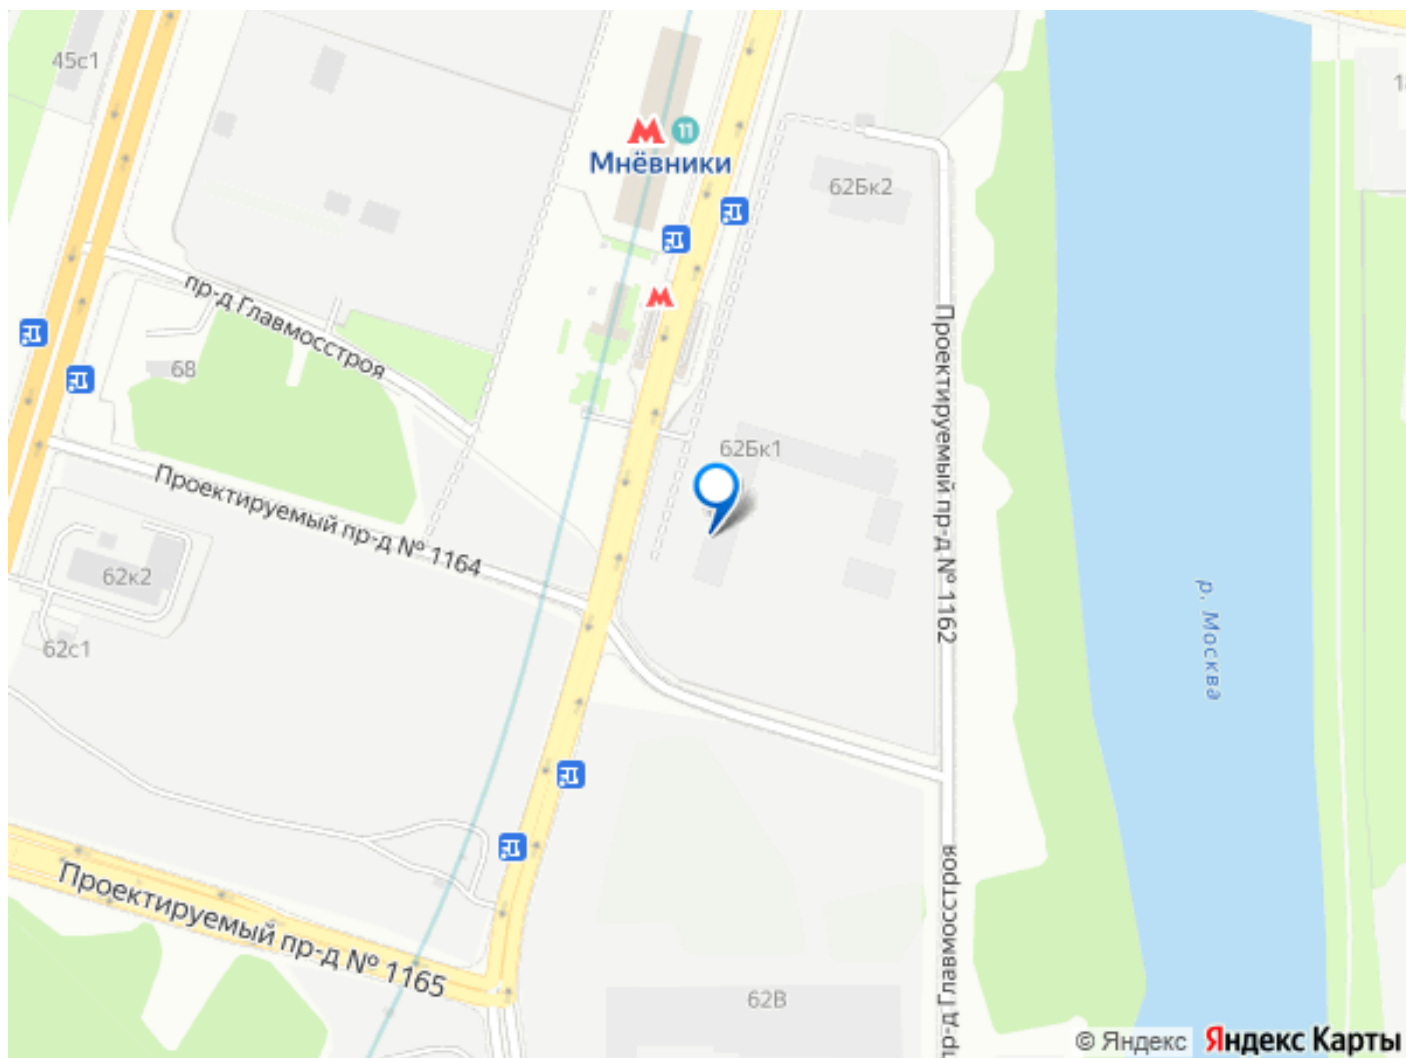 45с1
М 11
Мнёвники
62Бк2
М
пр-д Главмосстроя
68
Проектируемый пр-д № 1162
62Бк1
Проектируемый пр-д № 1164
62к2
62с1
р. Москва
Проектируемый пр-д № 1165
р-д Главмосстроя
62В
© Яндекс Яндекс Карты